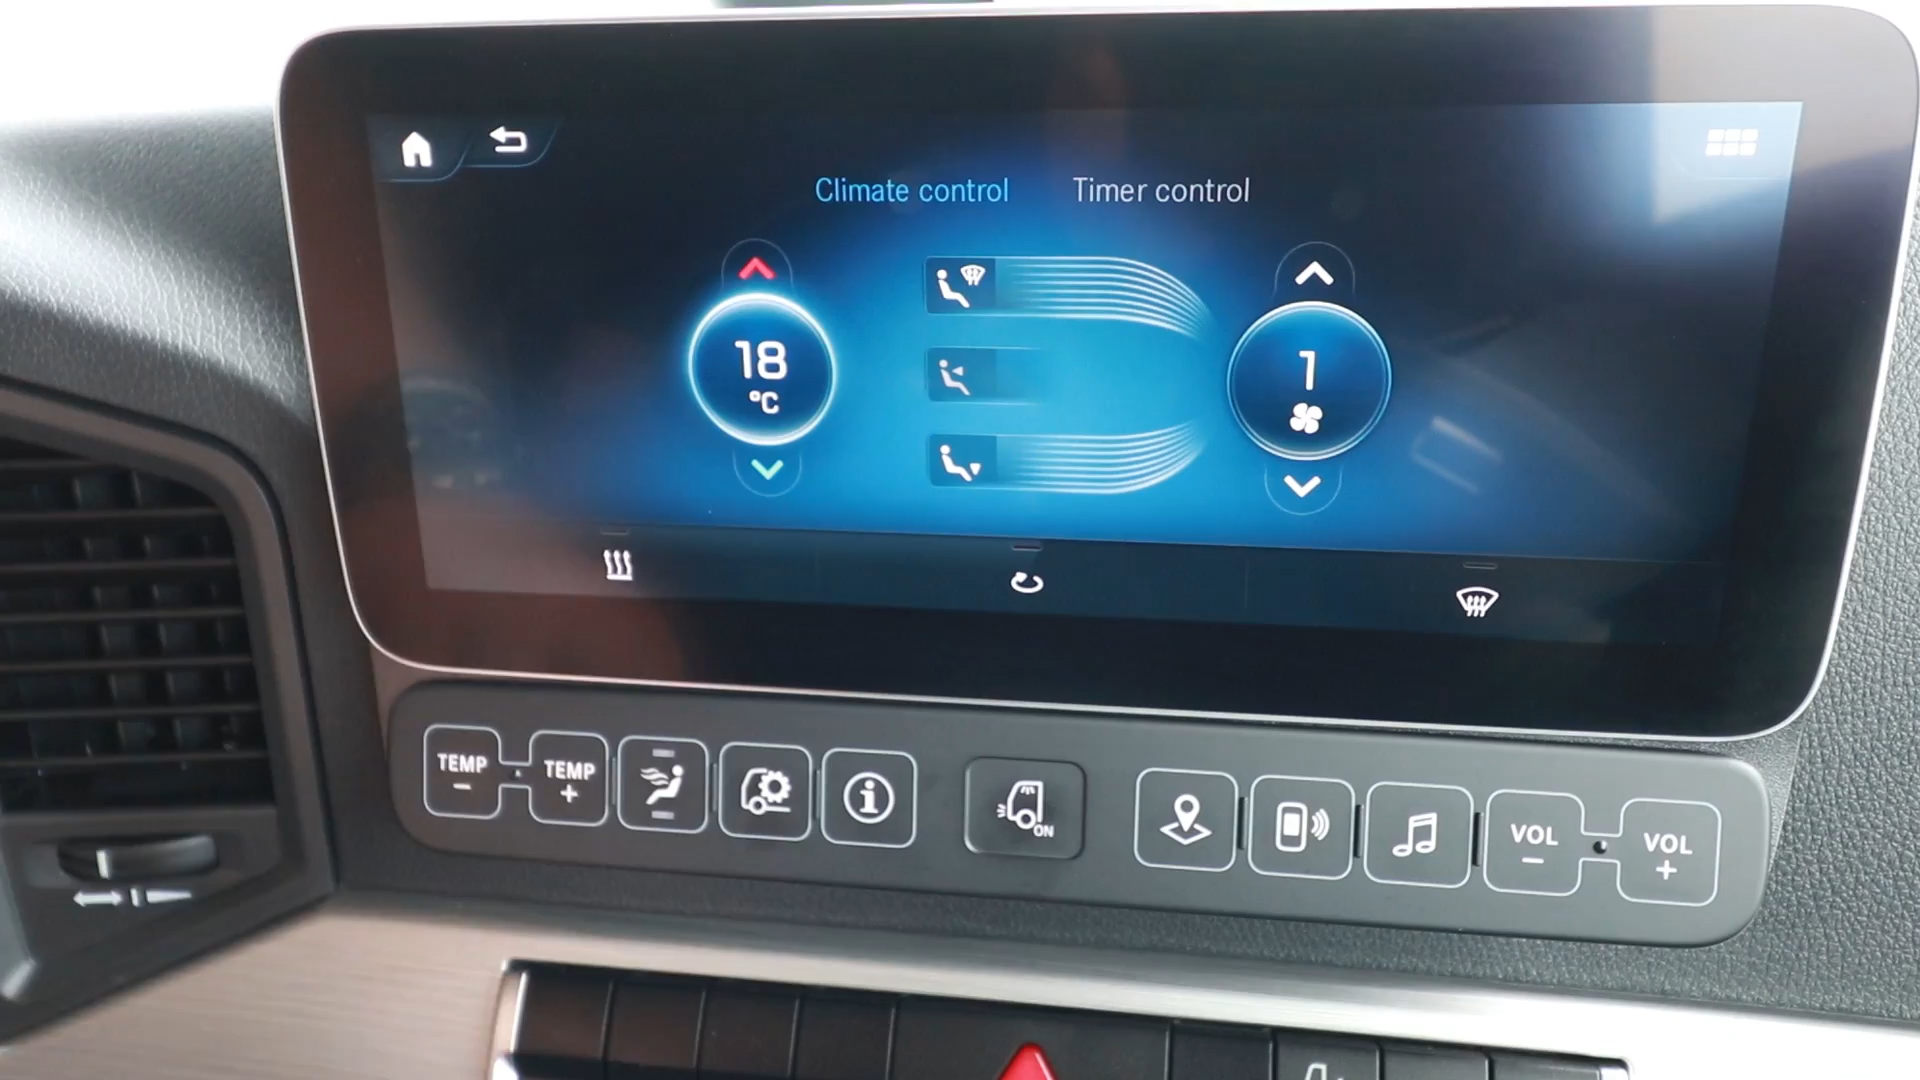 Climate control
Timer control
18
°C
1
TEMP
−
TEMP
+
ON
VOL
−
VOL
+